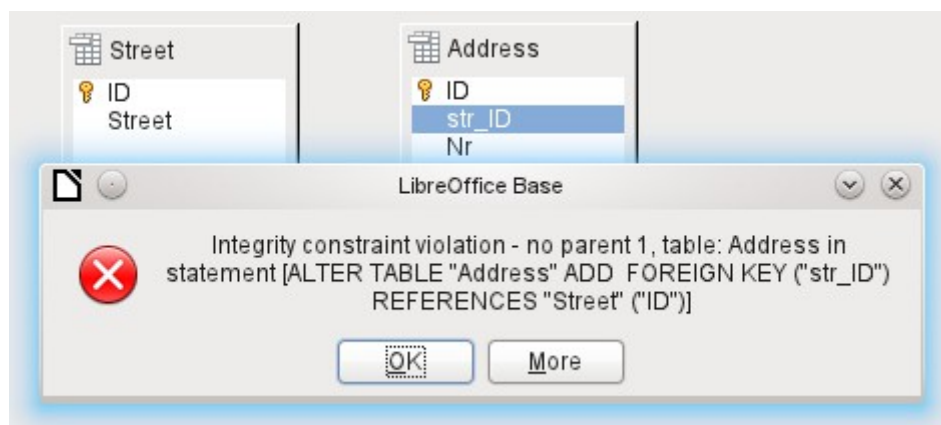 Street
Address
ID
Street
ID
str_ID
Nr
LibreOffice Base
Integrity constraint violation - no parent 1, table: Address in
statement [ALTER TABLE "Address" ADD  FOREIGN KEY ("str_ID")
REFERENCES "Street" ("ID")]
OK
More